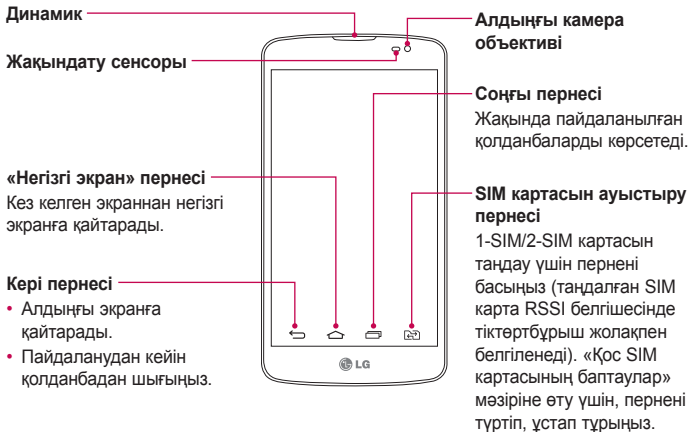 Динамик
Жақындату сенсоры
«Негізгі экран» пернесі
Кез келген экраннан негізгі
экранға қайтарады.
Кері пернесі
• Алдыңғы экранға
қайтарады.
• Пайдаланудан кейін
қолданбадан шығыңыз.
LG
Алдыңғы камера
объективі
Соңғы пернесі
Жақында пайдаланылған
қолданбаларды көрсетеді.
SIM картасын ауыстыру
пернесі
1-SIM/2-SIM картасын
таңдау үшін пернені
басыңыз (таңдалған SIM
карта RSSI белгішесінде
тіктөртбұрыш жолақпен
белгіленеді). «Қос SIM
картасының баптаулар»
мәзіріне өту үшін, пернені
түртіп, ұстап тұрыңыз.